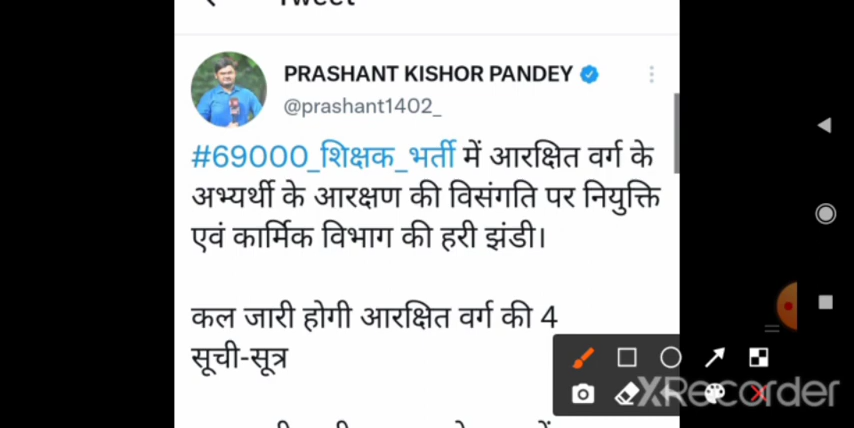 Tweet
PRASHANT KISHOR PANDEY
@prashant1402_
#69000_शिक्षक_भर्ती में आरक्षित वर्ग के
अभ्यर्थी के आरक्षण की विसंगति पर नियुक्ति
एवं कार्मिक विभाग की हरी झंडी।
कल जारी होगी आरक्षित वर्ग की 4
सूची-सूत्र
XRecorder